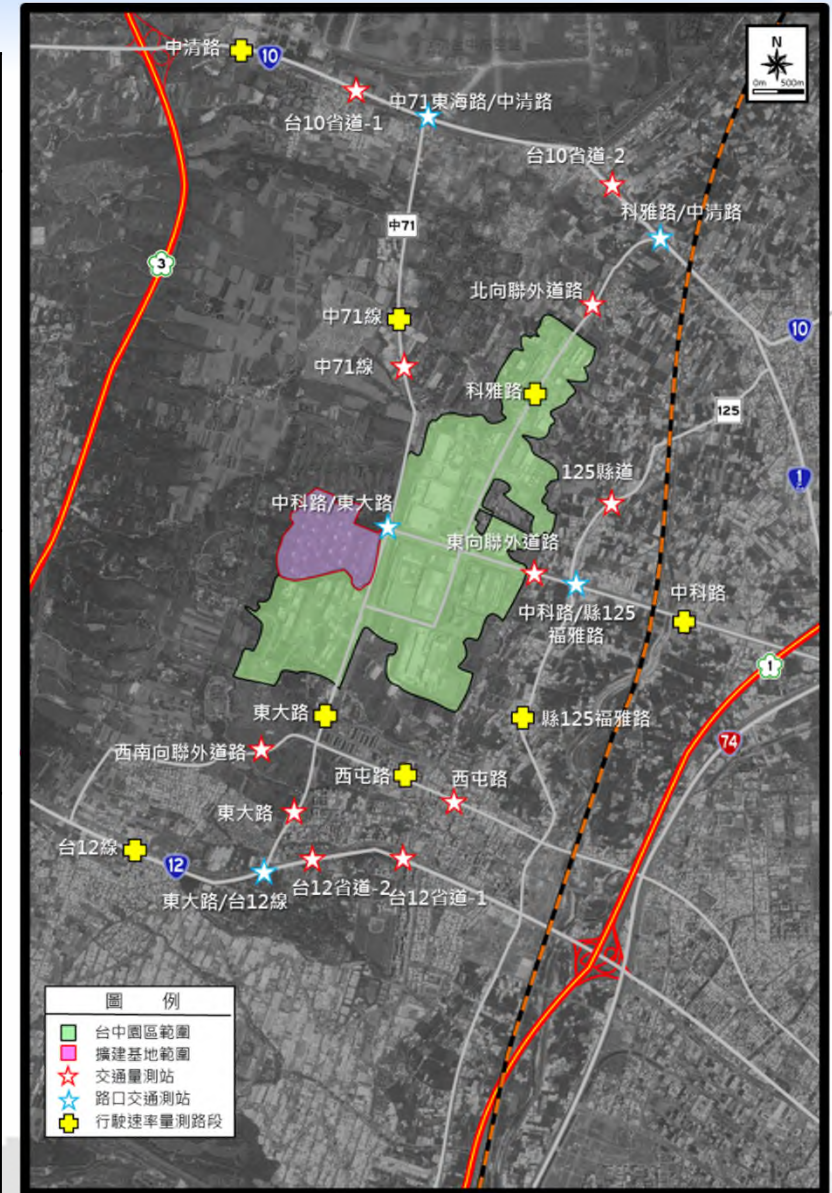 中清路
10
N
0m 500m
台10省道-1
中71東海路/中清路
台10省道-2
中71
科雅路/中清路
3
北向聯外道路
中71線
10
中71線
科雅路
125
125縣道
1
中科路/東大路
東向聯外道路
中科路
中科路/縣125
福雅路
1
東大路
縣125福雅路
74
西南向聯外道路
西屯路
西屯路
東大路
台12線
12
台12省道-2
台12省道-1
東大路/台12線
圖 例
台中園區範圍
擴建基地範圍
交通量測站
路口交通測站
行駛速率量測路段